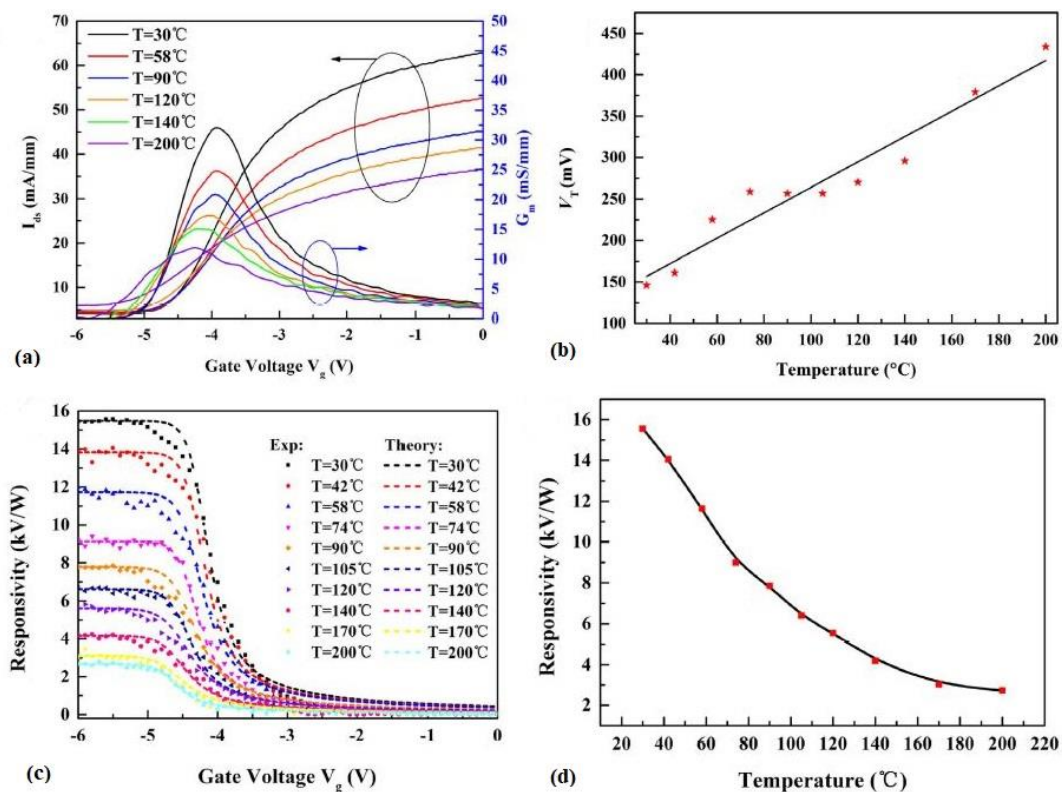 70
60
50
40
30
20
10
I_ds (mA/mm)
T=30℃
T=58℃
T=90℃
T=120℃
T=140℃
T=200℃
50
45
40
35
30
25
20
15
10
5
0
G_m (mS/mm)
-6 -5 -4 -3 -2 -1 0
Gate Voltage V_g (V)
(a)
450
400
350
300
250
200
150
100
V_T (mV)
40 60 80 100 120 140 160 180 200
Temperature (°C)
(b)
16
14
12
10
8
6
4
2
0
Responsivity (kV/W)
Exp: Theory:
T=30℃ T=30℃
T=42℃ T=42℃
T=58℃ T=58℃
T=74℃ T=74℃
T=90℃ T=90℃
T=105℃ T=105℃
T=120℃ T=120℃
T=140℃ T=140℃
T=170℃ T=170℃
T=200℃ T=200℃
-6 -5 -4 -3 -2 -1 0
Gate Voltage V_g (V)
(c)
16
14
12
10
8
6
4
2
Responsivity (kV/W)
20 40 60 80 100 120 140 160 180 200 220
Temperature (℃)
(d)